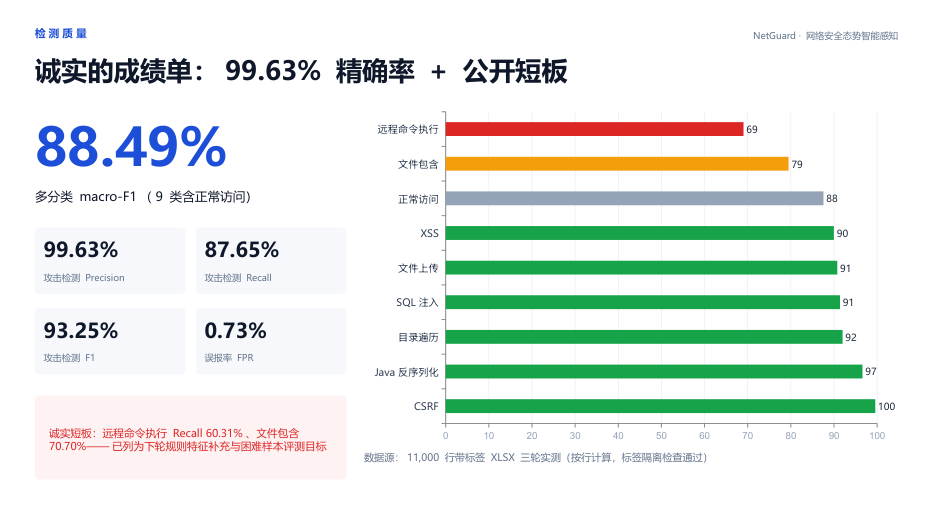 检测质量
NetGuard · 网络安全态势智能感知
诚实的成绩单： 99.63% 精确率 + 公开短板
88.49%
多分类 macro-F1 （ 9 类含正常访问）
99.63%
攻击检测 Precision
87.65%
攻击检测 Recall
93.25%
攻击检测 F1
0.73%
误报率 FPR
诚实短板：远程命令执行 Recall 60.31% 、文件包含
70.70%—— 已列为下轮规则特征补充与困难样本评测目标
远程命令执行 69
文件包含 79
正常访问 88
XSS 90
文件上传 91
SQL 注入 91
目录遍历 92
Java 反序列化 97
CSRF 100
0 10 20 30 40 50 60 70 80 90 100
数据源： 11,000 行带标签 XLSX 三轮实测（按行计算，标签隔离检查通过）